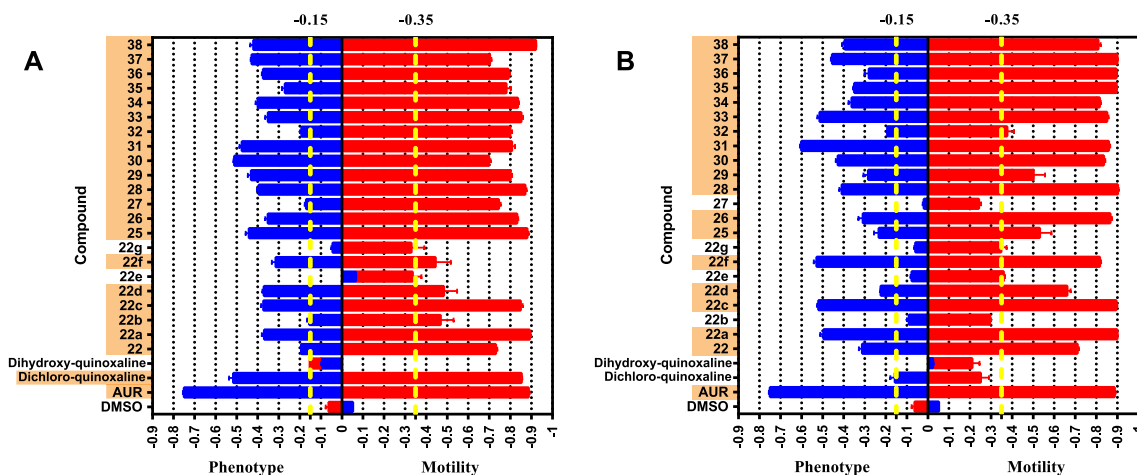 -0.15 -0.35
A
Compound
38
37
36
35
34
33
32
31
30
29
28
27
26
25
22g
22f
22e
22d
22c
22b
22a
22
Dihydroxy-quinoxaline
Dichloro-quinoxaline
AUR
DMSO
-0.9 -0.8 -0.7 -0.6 -0.5 -0.4 -0.3 -0.2 -0.1 0 -0.1 -0.2 -0.3 -0.4 -0.5 -0.6 -0.7 -0.8 -0.9 -1
Phenotype Motility
-0.15 -0.35
B
Compound
38
37
36
35
34
33
32
31
30
29
28
27
26
25
22g
22f
22e
22d
22c
22b
22a
22
Dihydroxy-quinoxaline
Dichloro-quinoxaline
AUR
DMSO
-0.9 -0.8 -0.7 -0.6 -0.5 -0.4 -0.3 -0.2 -0.1 0 -0.1 -0.2 -0.3 -0.4 -0.5 -0.6 -0.7 -0.8 -0.9
Phenotype Motility